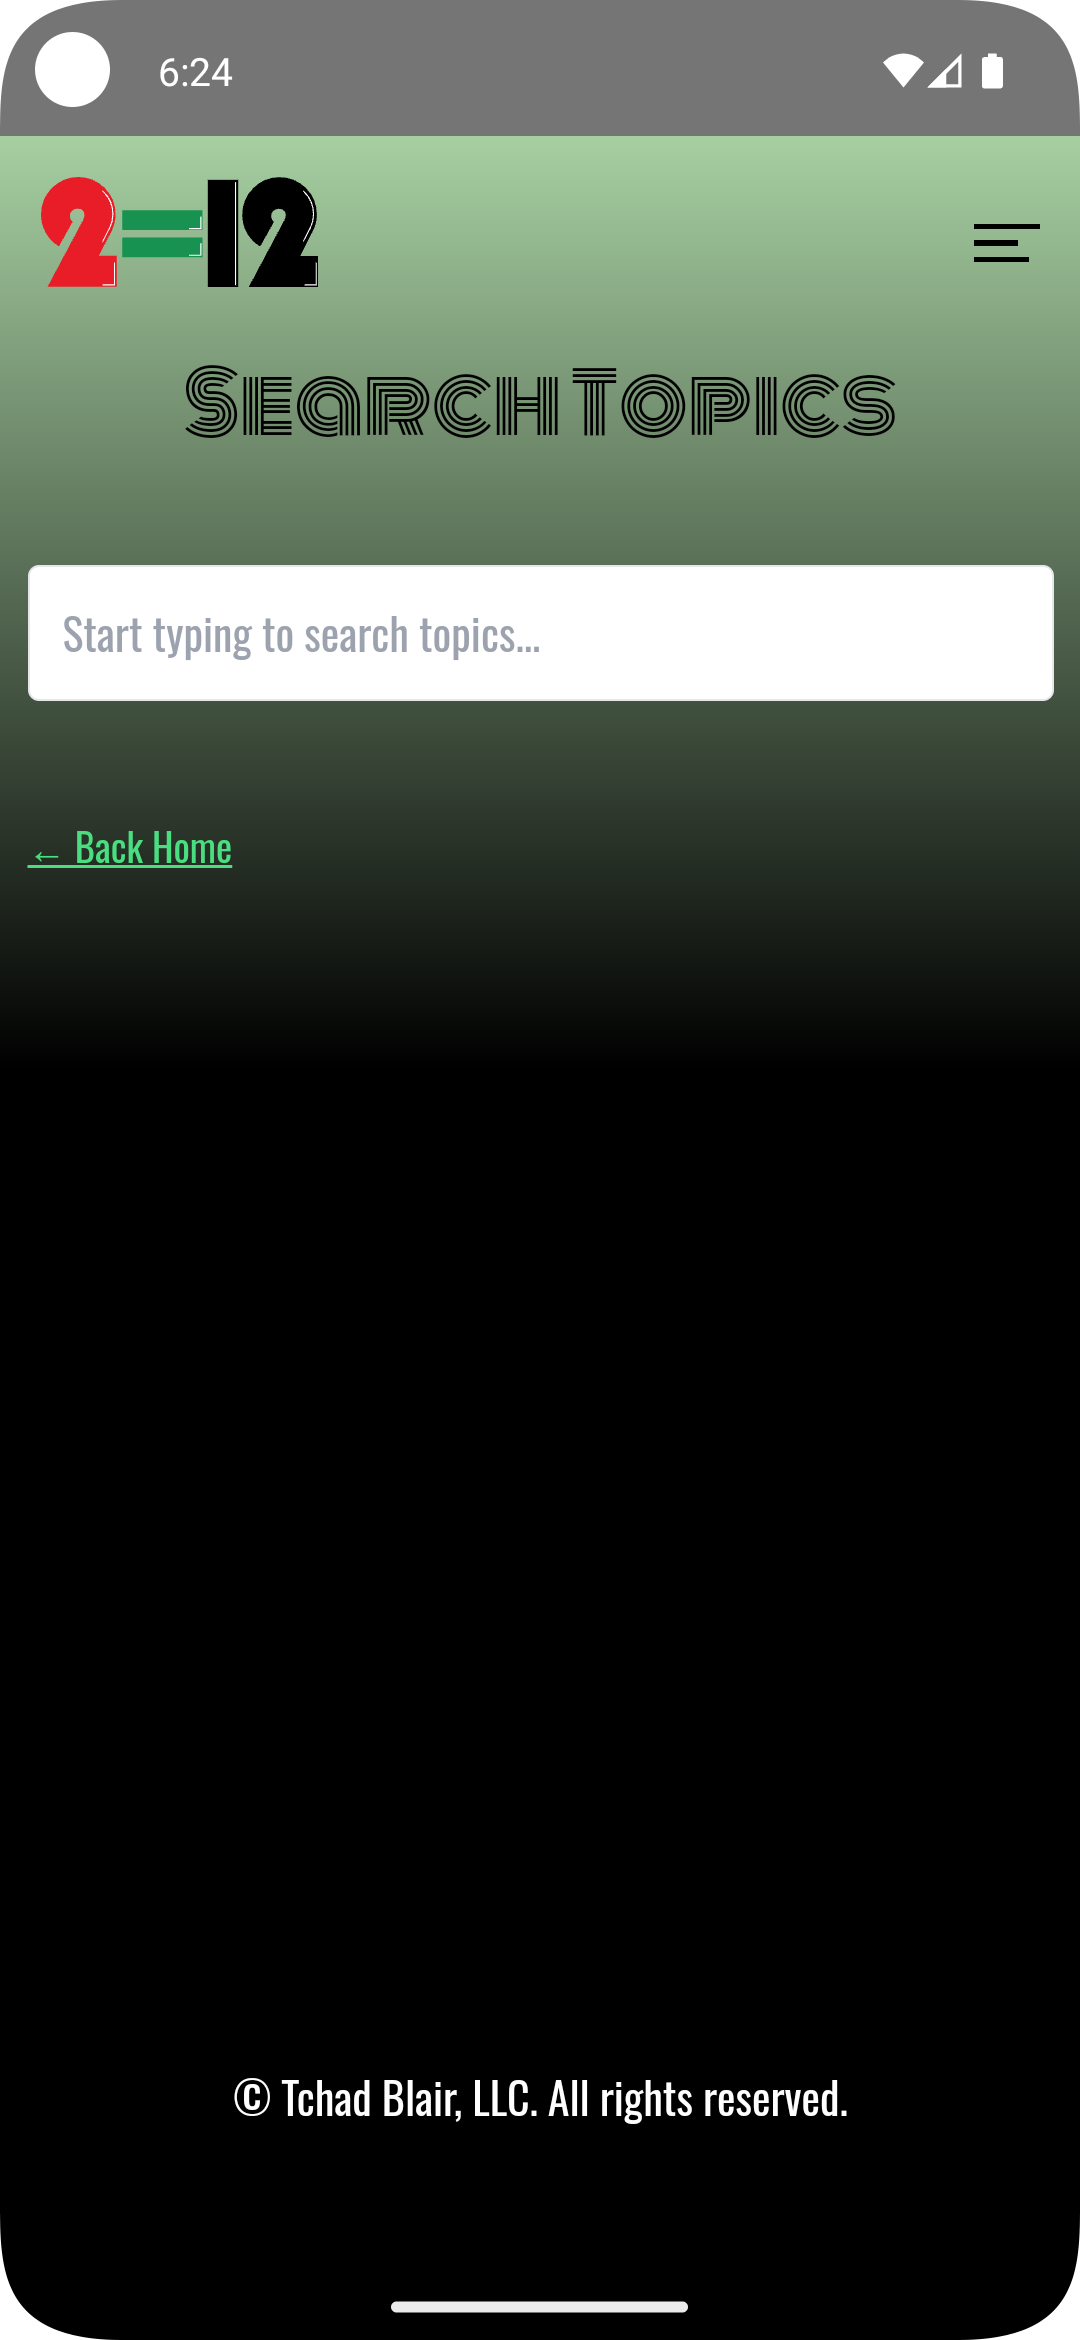 6:24
2=12
Search Topics
Start typing to search topics...
← Back Home
© Tchad Blair, LLC. All rights reserved.